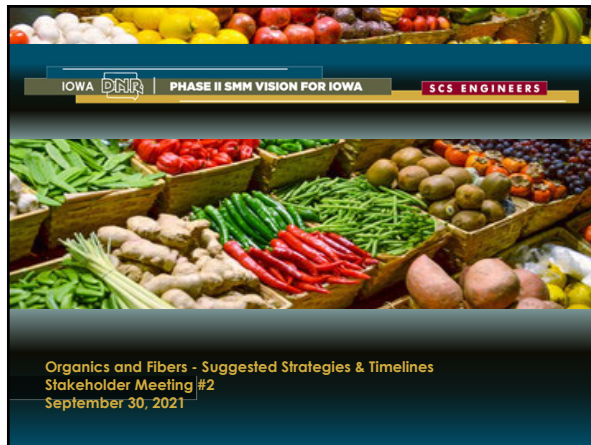 IOWA DNR PHASE II SMM VISION FOR IOWA SCS ENGINEERS
Organics and Fibers - Suggested Strategies & Timelines
Stakeholder Meeting #2
September 30, 2021